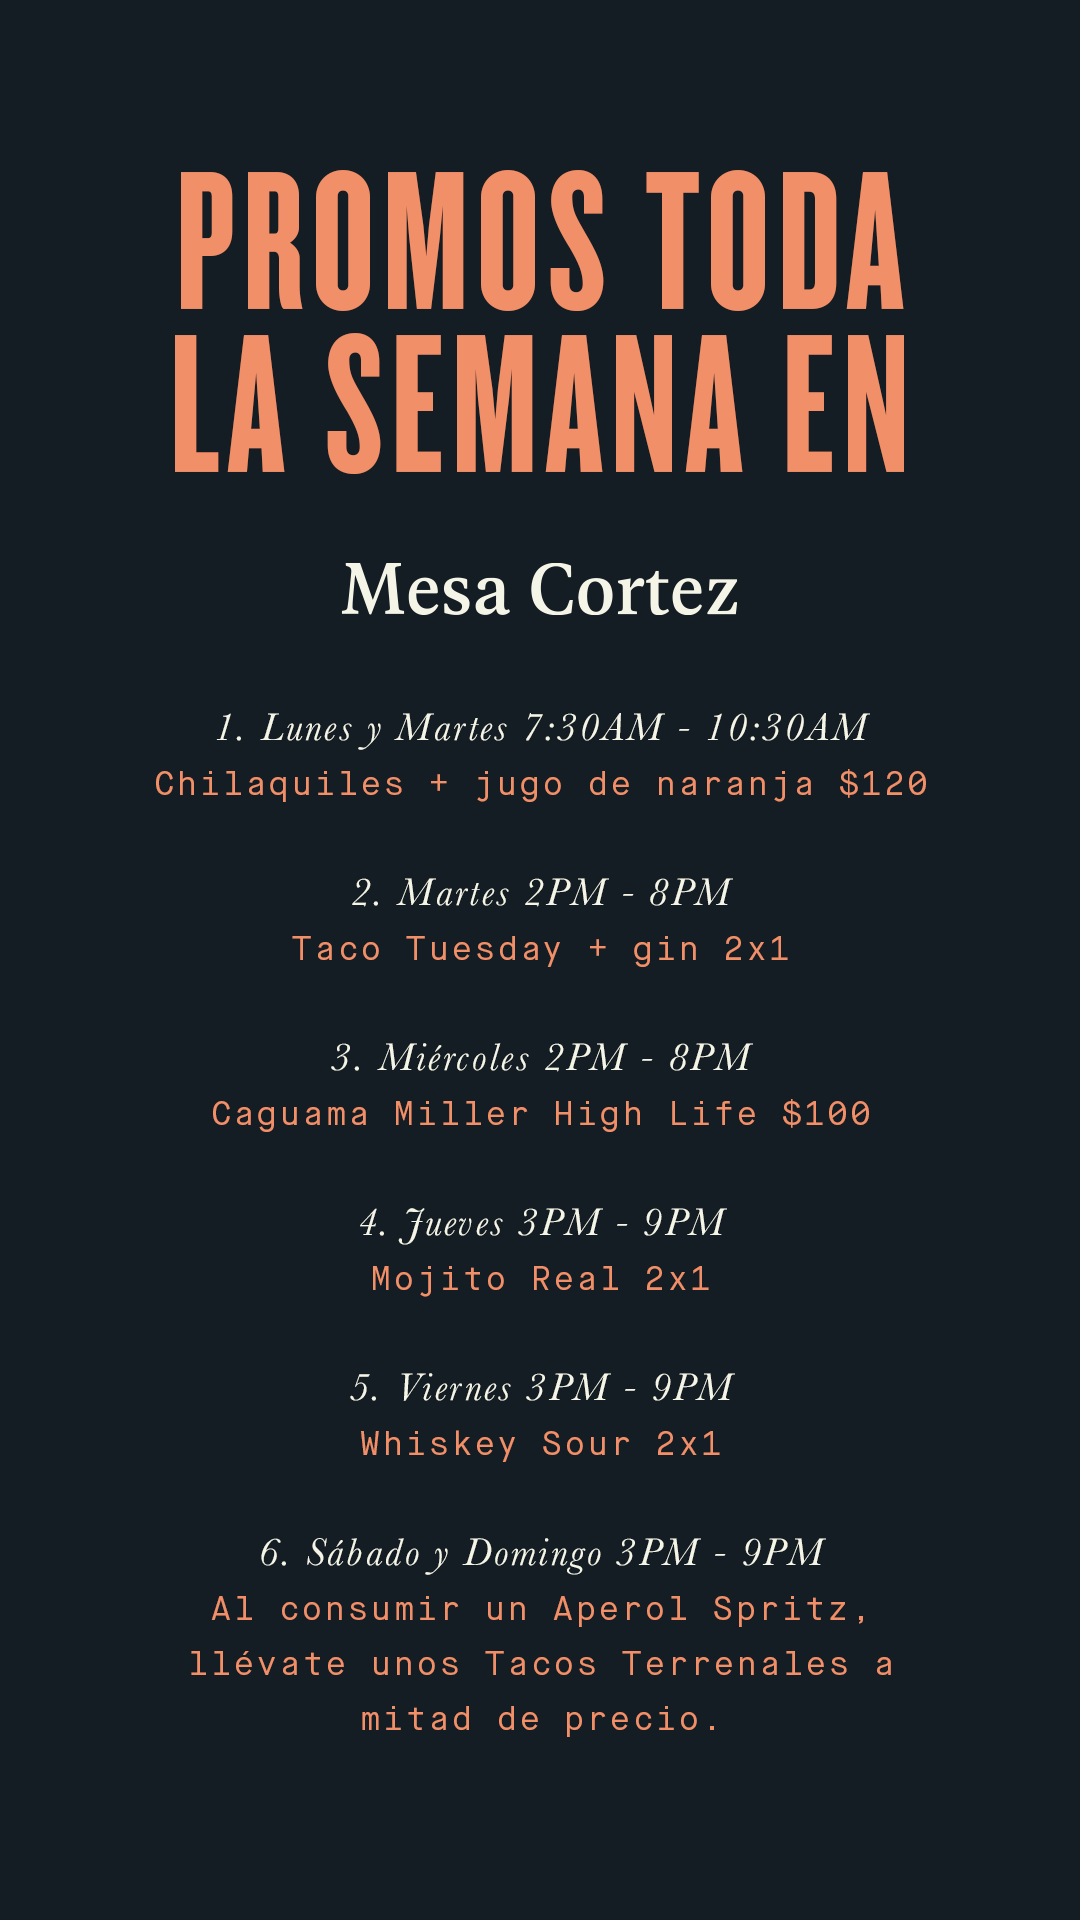 PROMOS TODA
LA SEMANA EN
Mesa Cortez
1. Lunes y Martes 7:30AM - 10:30AM
Chilaquiles + jugo de naranja $120
2. Martes 2PM - 8PM
Taco Tuesday + gin 2x1
3. Miércoles 2PM - 8PM
Caguama Miller High Life $100
4. Jueves 3PM - 9PM
Mojito Real 2x1
5. Viernes 3PM - 9PM
Whiskey Sour 2x1
6. Sábado y Domingo 3PM - 9PM
Al consumir un Aperol Spritz,
llévate unos Tacos Terrenales a
mitad de precio.